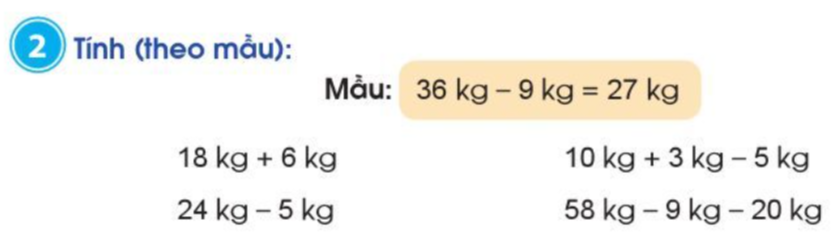 2 Tính (theo mẫu):
Mẫu: 36 kg – 9 kg = 27 kg
18 kg + 6 kg 10 kg + 3 kg – 5 kg
24 kg – 5 kg 58 kg – 9 kg – 20 kg